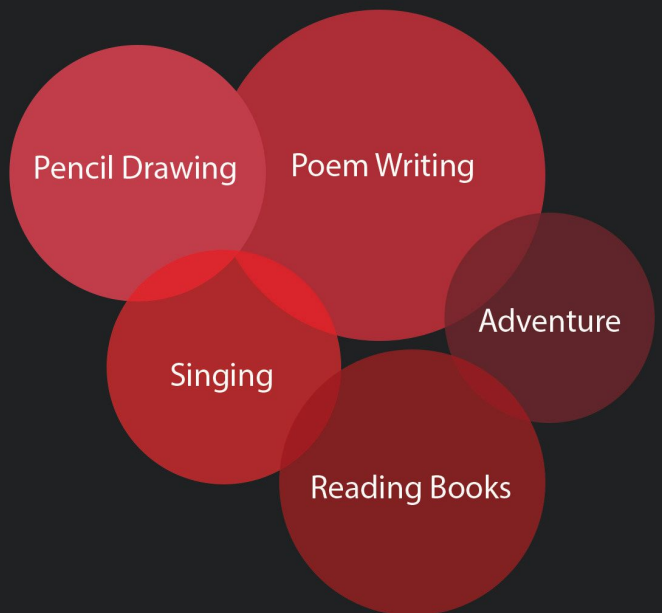 Pencil Drawing
Poem Writing
Adventure
Singing
Reading Books